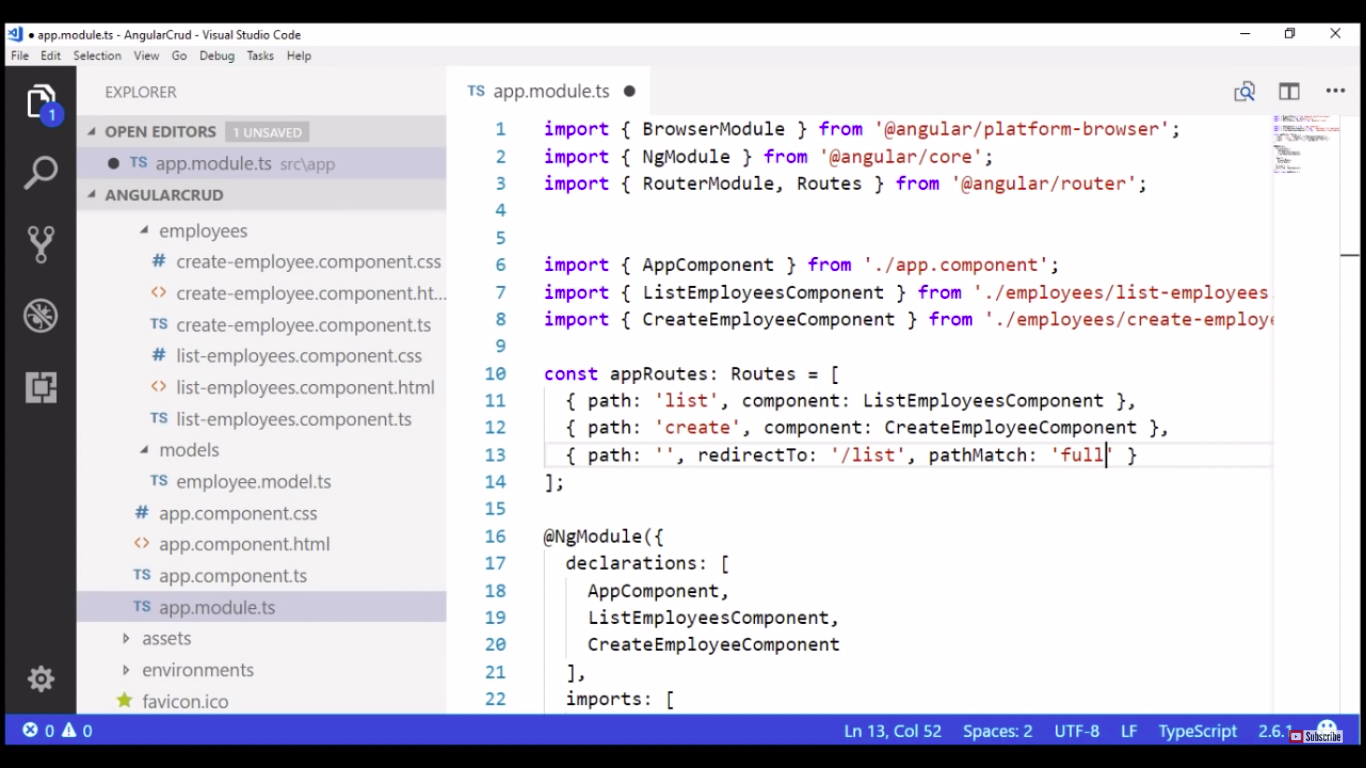 app.module.ts - AngularCrud - Visual Studio Code
File Edit Selection View Go Debug Tasks Help
EXPLORER
OPEN EDITORS 1 UNSAVED
TS app.module.ts src\app
ANGULARCRUD
employees
# create-employee.component.css
<> create-employee.component.ht...
TS create-employee.component.ts
# list-employees.component.css
<> list-employees.component.html
TS list-employees.component.ts
models
TS employee.model.ts
# app.component.css
<> app.component.html
TS app.component.ts
TS app.module.ts
assets
environments
favicon.ico
1
TS app.module.ts
1 import { BrowserModule } from '@angular/platform-browser';
2 import { NgModule } from '@angular/core';
3 import { RouterModule, Routes } from '@angular/router';
4
5
6 import { AppComponent } from './app.component';
7 import { ListEmployeesComponent } from './employees/list-employees.
8 import { CreateEmployeeComponent } from './employees/create-employe
9
10 const appRoutes: Routes = [
11 { path: 'list', component: ListEmployeesComponent },
12 { path: 'create', component: CreateEmployeeComponent },
13 { path: '', redirectTo: '/list', pathMatch: 'full' }
14 ];
15
16 @NgModule({
17 declarations: [
18 AppComponent,
19 ListEmployeesComponent,
20 CreateEmployeeComponent
21 ],
22 imports: [
0 0 Ln 13, Col 52 Spaces: 2 UTF-8 LF TypeScript 2.6.1
Subscribe